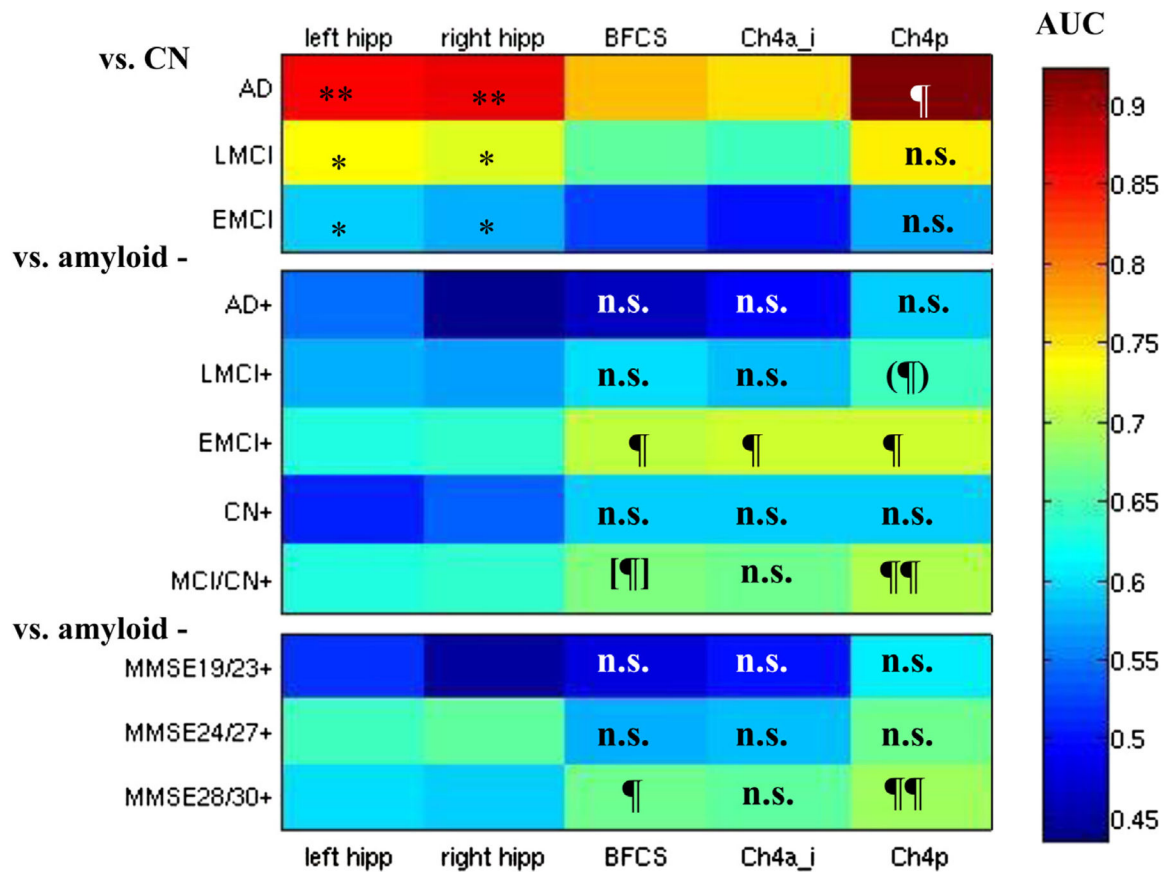 left hipp right hipp BFCS Ch4a_i Ch4p AUC
vs. CN
AD ** ** ¶
LMCI * * n.s.
EMCI * * n.s.
vs. amyloid -
AD+ n.s. n.s. n.s.
LMCI+ n.s. n.s. (¶)
EMCI+ ¶ ¶ ¶
CN+ n.s. n.s. n.s.
MCI/CN+ [¶] n.s. ¶¶
vs. amyloid -
MMSE19/23+ n.s. n.s. n.s.
MMSE24/27+ n.s. n.s. n.s.
MMSE28/30+ ¶ n.s. ¶¶
left hipp right hipp BFCS Ch4a_i Ch4p
0.9
0.85
0.8
0.75
0.7
0.65
0.6
0.55
0.5
0.45